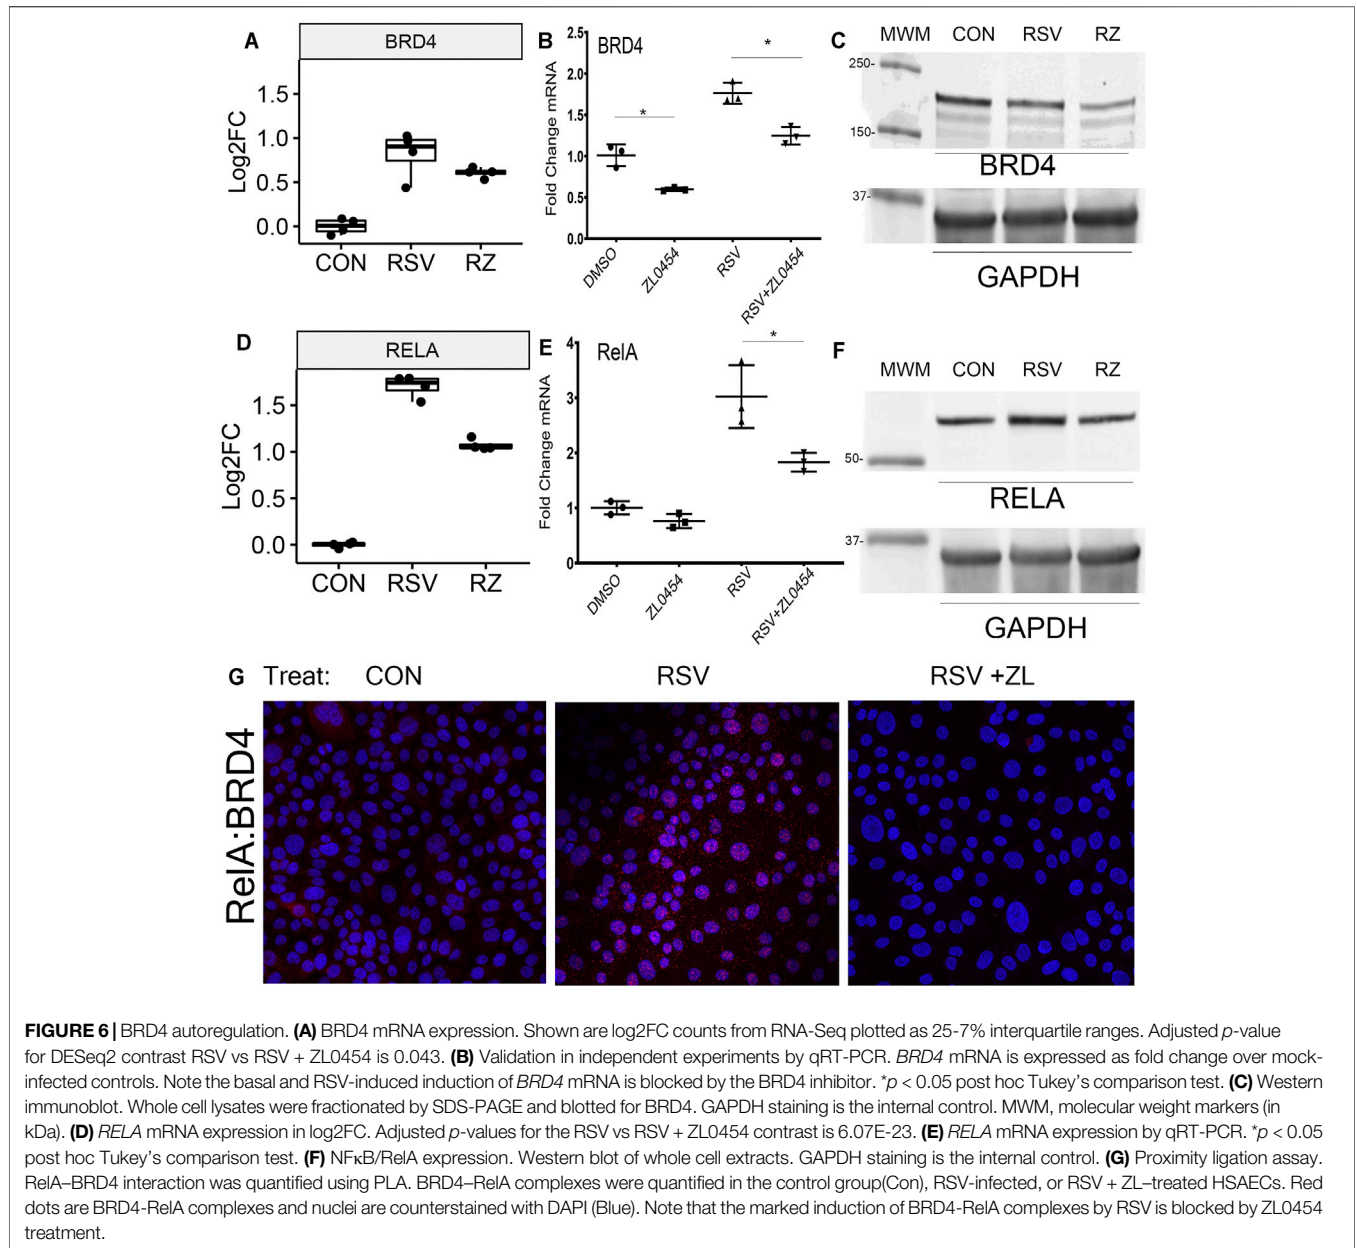 A
BRD4
Log2FC
1.5
1.0
0.5
0.0
CON RSV RZ
B
BRD4
Fold Change mRNA
2.5
2.0
1.5
1.0
0.5
0.0
*
*
DMSO
ZL0454
RSV
RSV+ZL0454
C
MWM CON RSV RZ
250-
150-
BRD4
37-
GAPDH
D
RELA
Log2FC
1.5
1.0
0.5
0.0
CON RSV RZ
E
RelA
Fold Change mRNA
4
3
2
1
0
*
DMSO
ZL0454
RSV
RSV+ZL0454
F
MWM CON RSV RZ
50-
RELA
37-
GAPDH
G Treat: CON RSV RSV +ZL
RelA:BRD4
FIGURE 6 | BRD4 autoregulation. (A) BRD4 mRNA expression. Shown are log2FC counts from RNA-Seq plotted as 25-7% interquartile ranges. Adjusted p-value
for DESeq2 contrast RSV vs RSV + ZL0454 is 0.043. (B) Validation in independent experiments by qRT-PCR. BRD4 mRNA is expressed as fold change over mock-
infected controls. Note the basal and RSV-induced induction of BRD4 mRNA is blocked by the BRD4 inhibitor. *p < 0.05 post hoc Tukey's comparison test. (C) Western
immunoblot. Whole cell lysates were fractionated by SDS-PAGE and blotted for BRD4. GAPDH staining is the internal control. MWM, molecular weight markers (in
kDa). (D) RELA mRNA expression in log2FC. Adjusted p-values for the RSV vs RSV + ZL0454 contrast is 6.07E-23. (E) RELA mRNA expression by qRT-PCR. *p < 0.05
post hoc Tukey's comparison test. (F) NFκB/RelA expression. Western blot of whole cell extracts. GAPDH staining is the internal control. (G) Proximity ligation assay.
RelA–BRD4 interaction was quantified using PLA. BRD4–RelA complexes were quantified in the control group(Con), RSV-infected, or RSV + ZL–treated HSAECs. Red
dots are BRD4-RelA complexes and nuclei are counterstained with DAPI (Blue). Note that the marked induction of BRD4-RelA complexes by RSV is blocked by ZL0454
treatment.